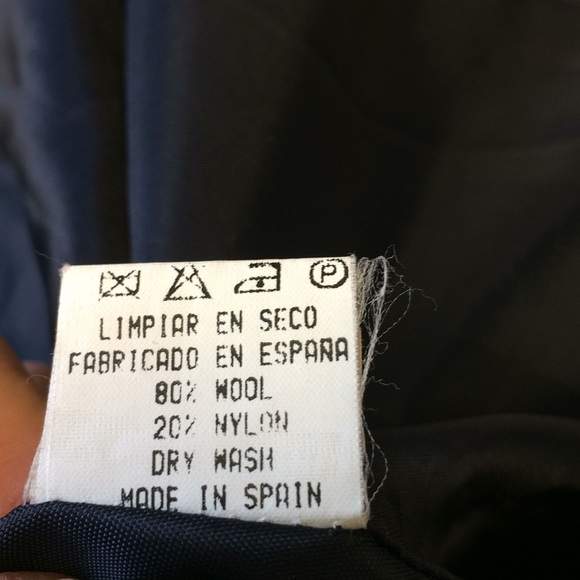 P
LIMPIAR EN SECO
FABRICADO EN ESPAÑA
80% WOOL
20% NYLON
DRY WASH
MADE IN SPAIN